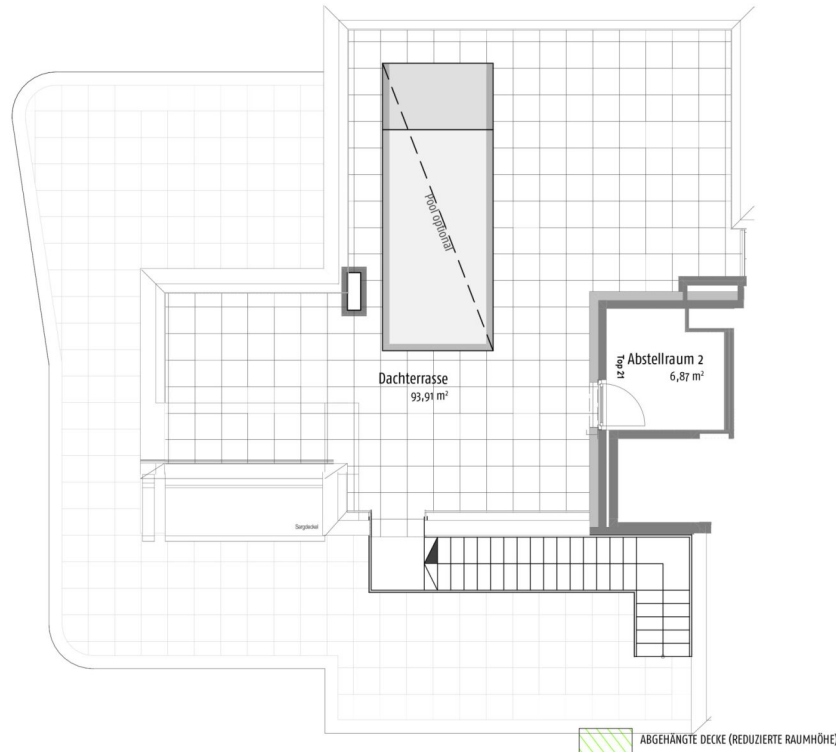 Pool optional
Abstellraum 2
6,87 m²
Top 21
Dachterrasse
93,91 m²
Sargdeckel
ABGEHÄNGTE DECKE (REDUZIERTE RAUMHÖHE)